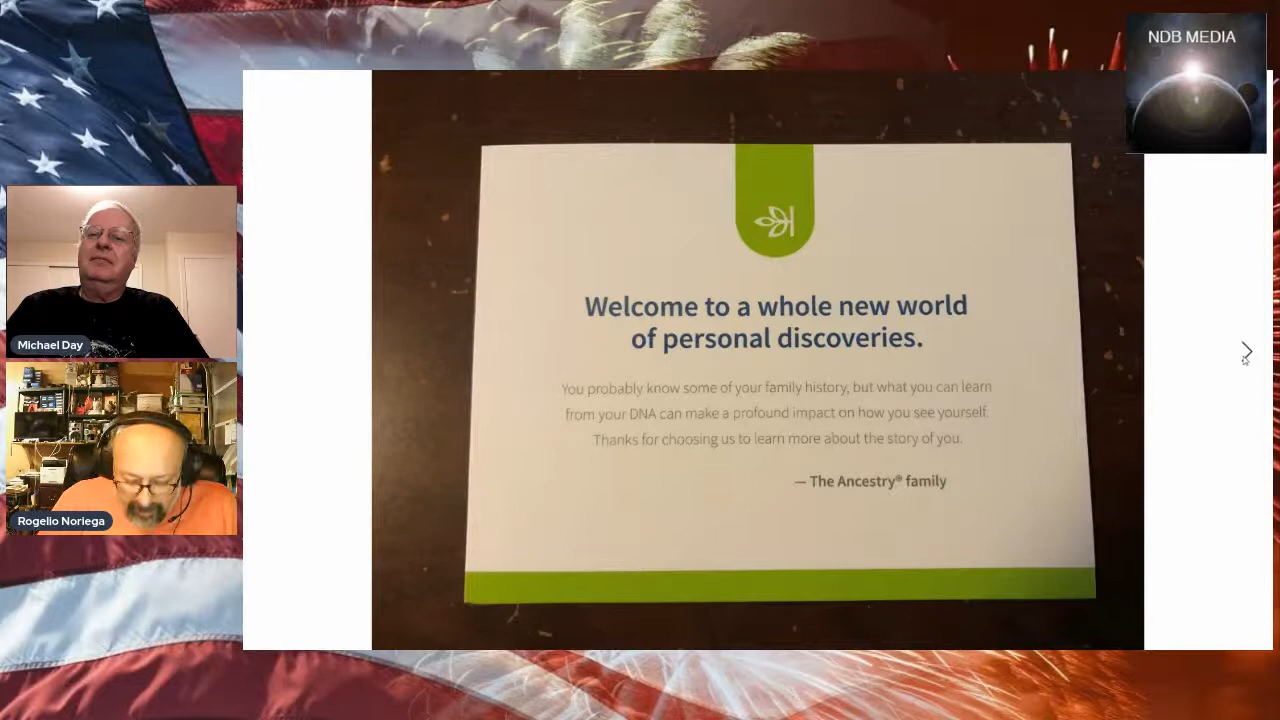 NDB MEDIA
Welcome to a whole new world
of personal discoveries.
You probably know some of your family history, but what you can learn
from your DNA can make a profound impact on how you see yourself.
Thanks for choosing us to learn more about the story of you.
— The Ancestry® family
Michael Day
Rogelio Noriega